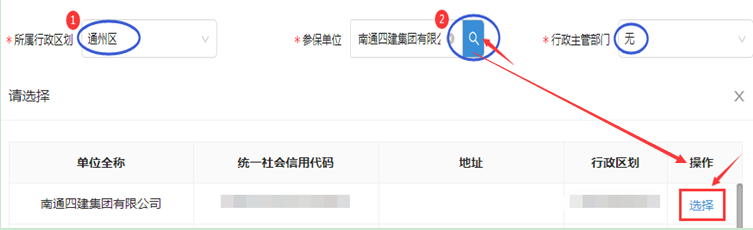 1 2
*所属行政区划 通州区 *参保单位 南通四建集团有限公 *行政主管部门 无
请选择 X
单位全称 统一社会信用代码 地址 行政区划 操作
南通四建集团有限公司 选择